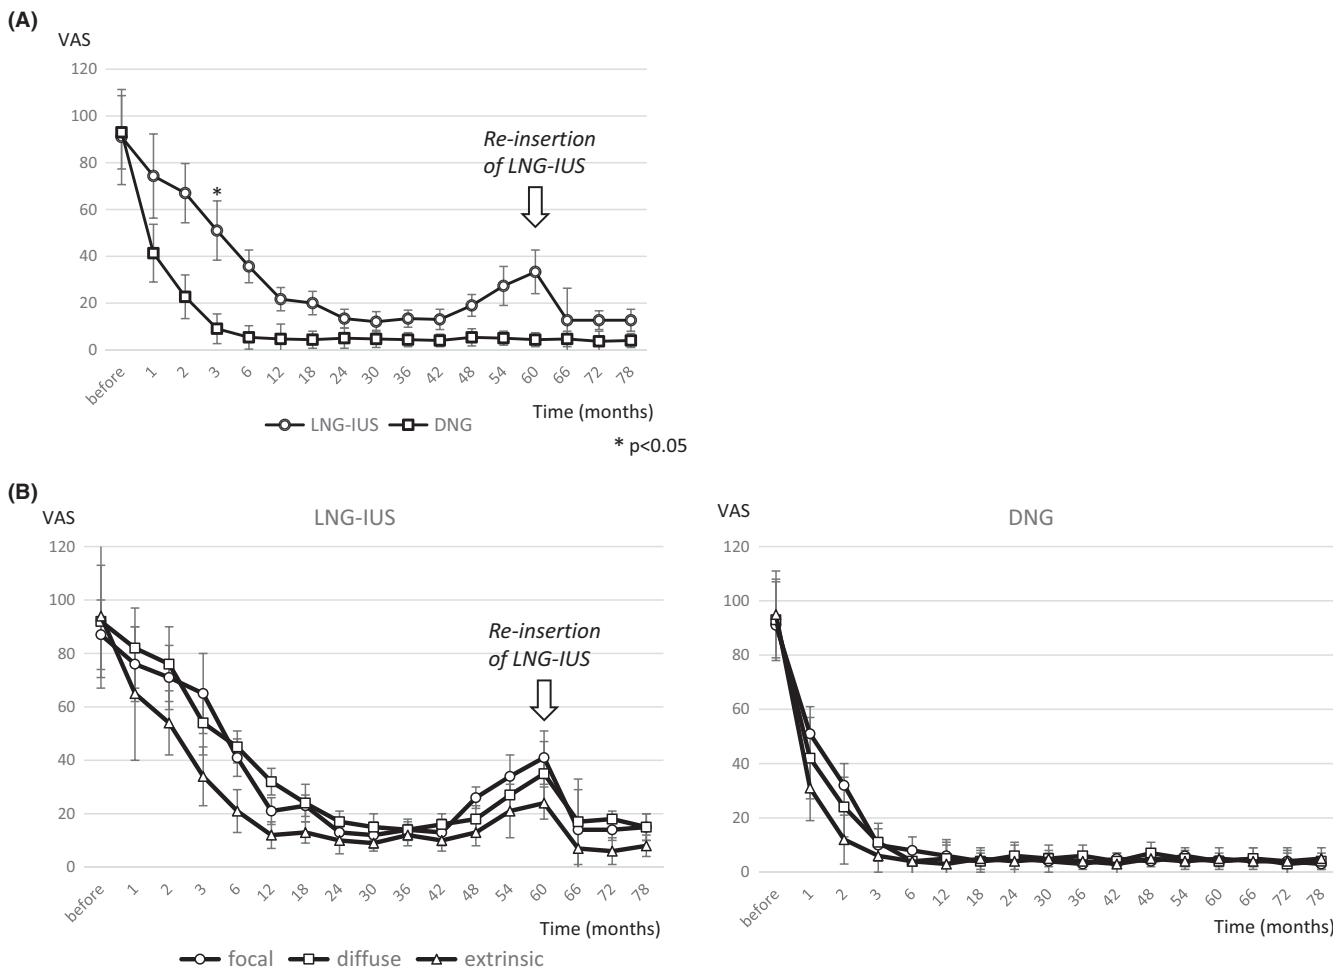 (A)
VAS
120
100
80
60
40
20
0
Re-insertion
of LNG-IUS
*
before 1 2 3 6 12 18 24 30 36 42 48 54 60 66 72 78
Time (months)
LNG-IUS DNG
* p<0.05
(B)
VAS
LNG-IUS
120
100
80
60
40
20
0
Re-insertion
of LNG-IUS
before 1 2 3 6 12 18 24 30 36 42 48 54 60 66 72 78
Time (months)
focal diffuse extrinsic
VAS
DNG
120
100
80
60
40
20
0
before 1 2 3 6 12 18 24 30 36 42 48 54 60 66 72 78
Time (months)